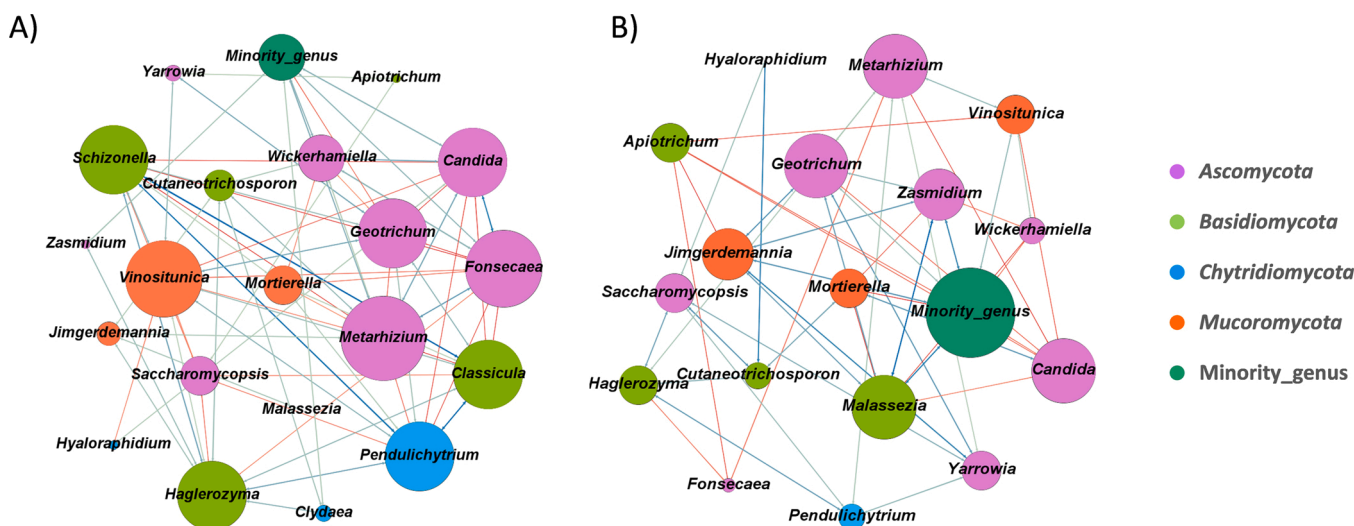 A)
Minority_genus
Yarrowia
Apiotrichum
Schizonella
Wickerhamiella
Candida
Cutaneotrichosporon
Geotrichum
Zasmidium
Fonsecaea
Vinositunica
Mortierella
Jimgerdemannia
Metarhizium
Saccharomycopsis
Classicula
Malassezia
Hyaloraphidium
Pendulichytrium
Haglerozyma
Clydaea
B)
Hyaloraphidium
Metarhizium
Vinositunica
Apiotrichum
Geotrichum
Zasmidium
Wickerhamiella
Jimgerdemannia
Saccharomycopsis
Mortierella
Minority_genus
Haglerozyma
Cutaneotrichosporon
Candida
Malassezia
Yarrowia
Fonsecaea
Pendulichytrium
Ascomycota
Basidiomycota
Chytridiomycota
Mucoromycota
Minority_genus